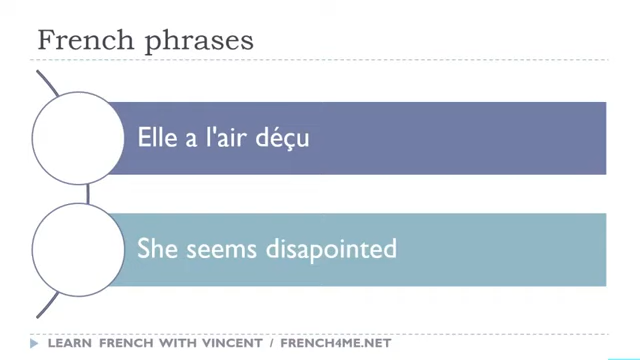 French phrases
Elle a l'air déçu
She seems disapointed
LEARN FRENCH WITH VINCENT / FRENCH4ME.NET